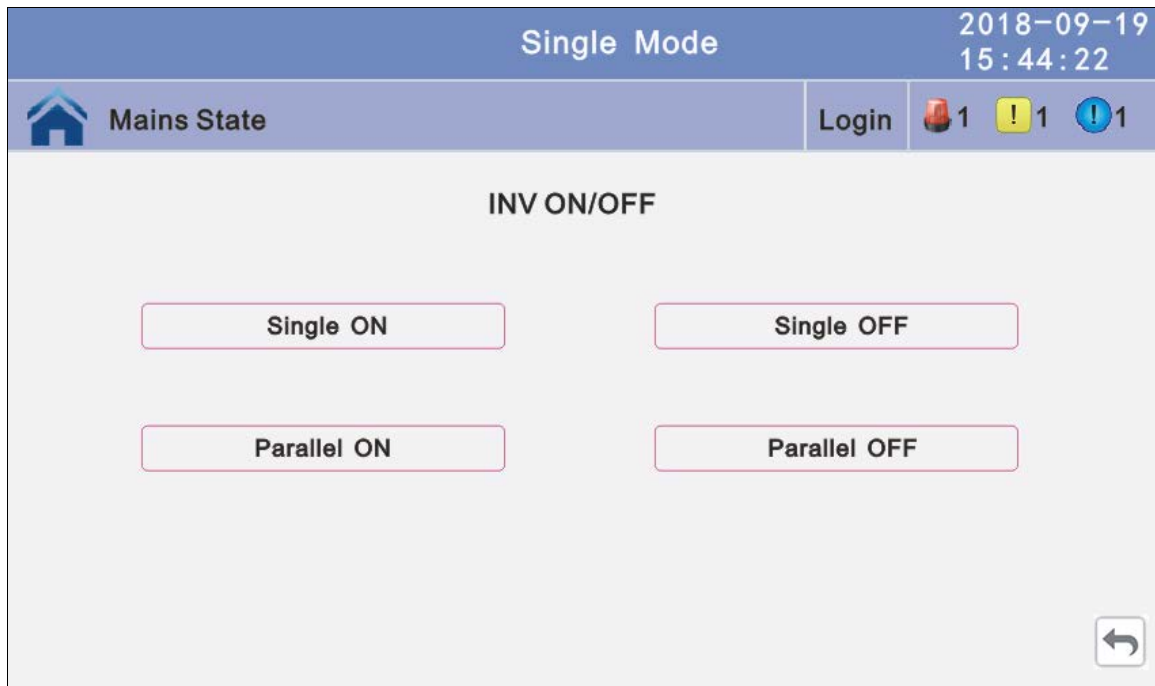 Single Mode
2018-09-19
15:44:22
Mains State
Login
1
! 1
! 1
INV ON/OFF
Single ON
Single OFF
Parallel ON
Parallel OFF